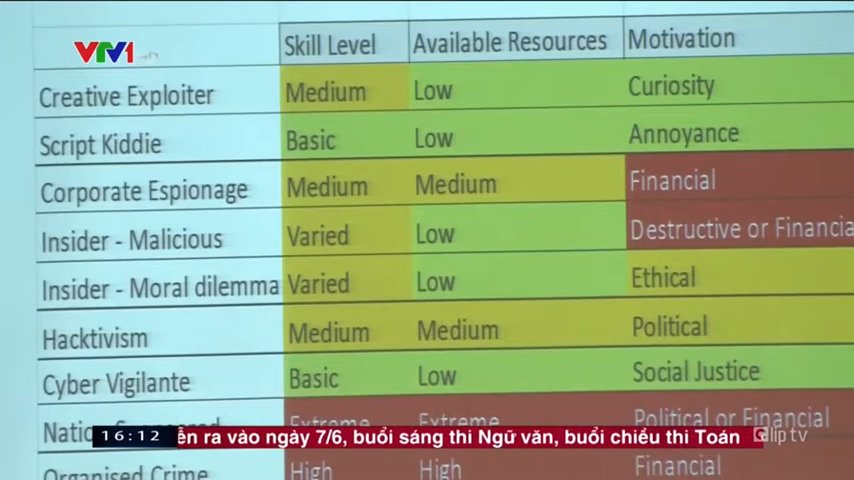 Skill Level Available Resources Motivation
VTV1
Creative Exploiter Medium Low Curiosity
Script Kiddie Basic Low Annoyance
Corporate Espionage Medium Medium Financial
Insider - Malicious Varied Low Destructive or Financia
Insider - Moral dilemma Varied Low Ethical
Hacktivism Medium Medium Political
Cyber Vigilante Basic Low Social Justice
Extreme Extreme Political or Financial
16:12 ễn ra vào ngày 7/6, buổi sáng thi Ngữ văn, buổi chiều thi Toán cliptv
Organised Crime High High Financial